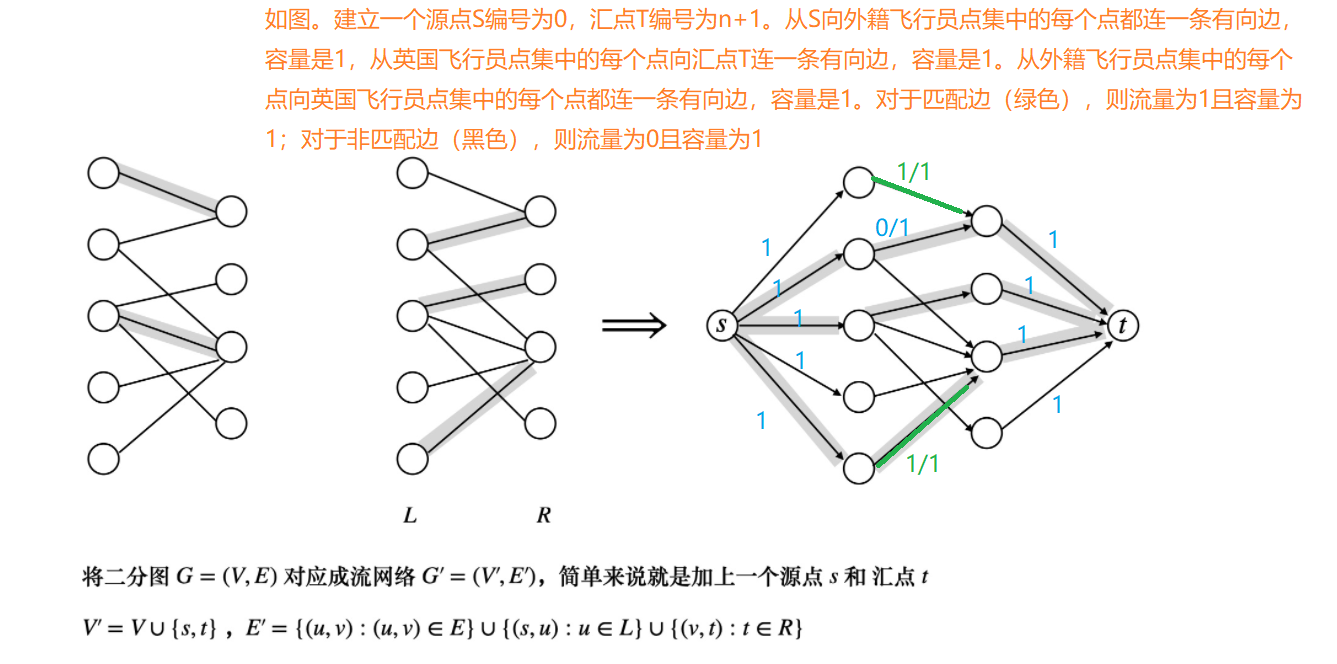 如图。建立一个源点S编号为0，汇点T编号为n+1。从S向外籍飞行员点集中的每个点都连一条有向边，
容量是1，从英国飞行员点集中的每个点向汇点T连一条有向边，容量是1。从外籍飞行员点集中的每个
点向英国飞行员点集中的每个点都连一条有向边，容量是1。对于匹配边（绿色），则流量为1且容量为
1；对于非匹配边（黑色），则流量为0且容量为1
1/1
0/1
1
1
1
1
s
1
1
t
1
1
1
1/1
L
R
将二分图 G = (V, E) 对应成流网络 G′ = (V′, E′)，简单来说就是加上一个源点 s 和 汇点 t
V′ = V ∪ {s, t} ，E′ = {(u, v) : (u, v) ∈ E} ∪ {(s, u) : u ∈ L} ∪ {(v, t) : t ∈ R}